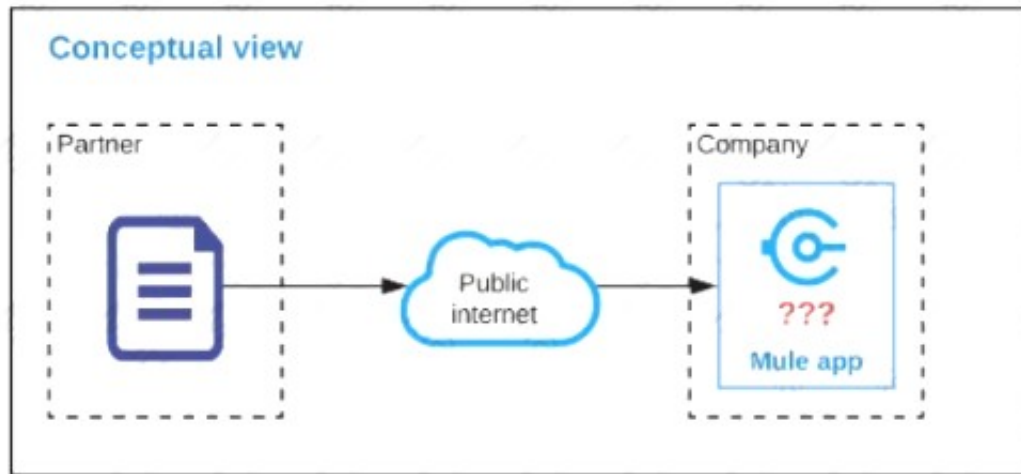 Conceptual view
Partner
Company
Public
internet
???
Mule app